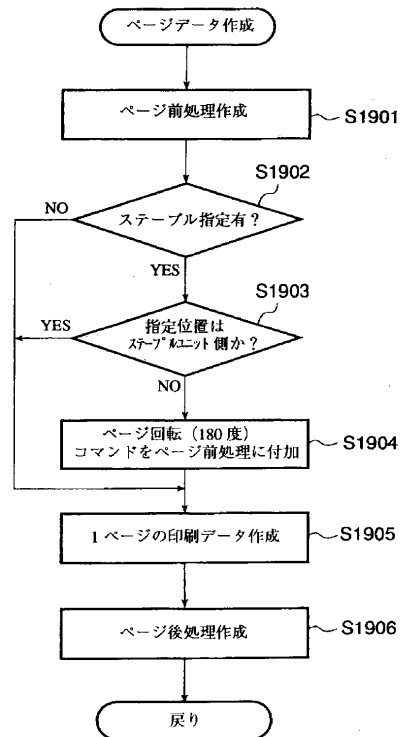 ページデータ作成
ページ前処理作成
S1901
S1902
NO
ステープル指定有？
YES
S1903
YES
指定位置は
ステープルユニット側か？
NO
ページ回転（180度）
コマンドをページ前処理に付加
S1904
1ページの印刷データ作成
S1905
ページ後処理作成
S1906
戻り